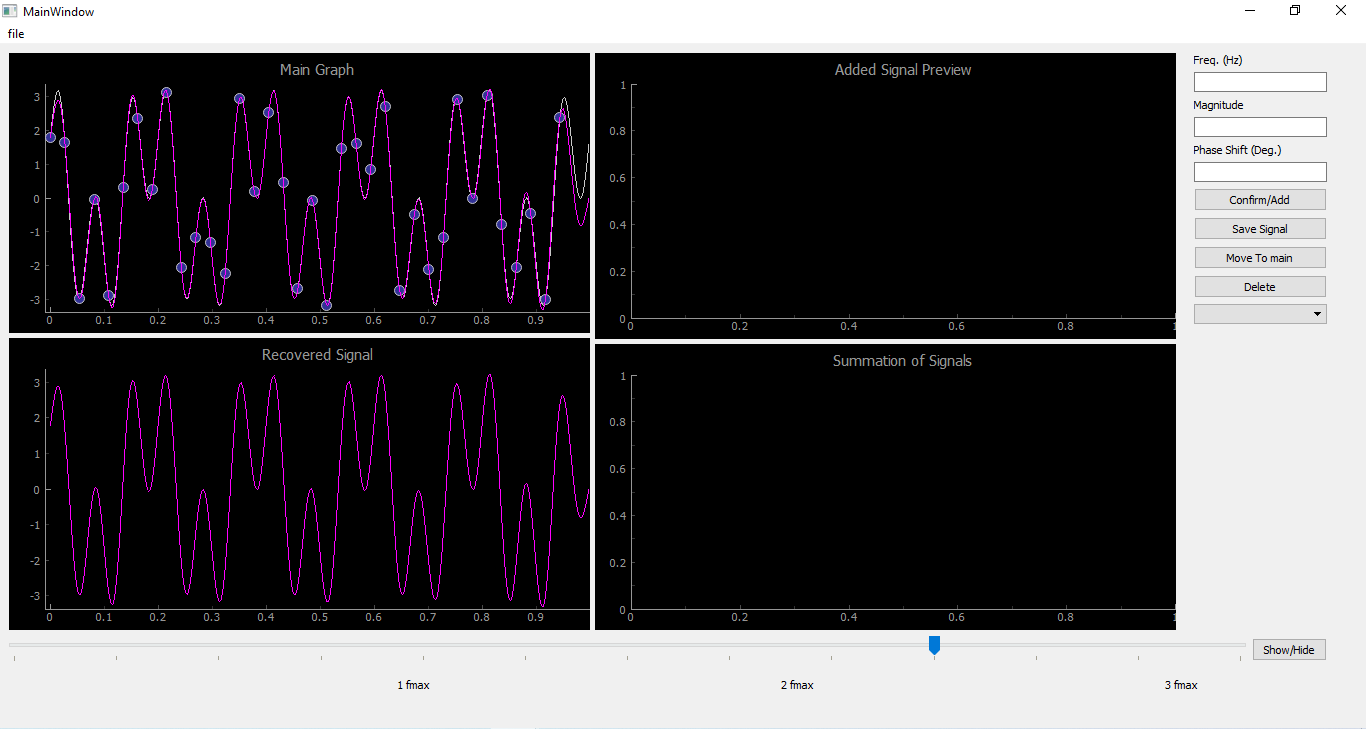 MainWindow
file
Main Graph
3
2
1
0
-1
-2
-3
0 0.1 0.2 0.3 0.4 0.5 0.6 0.7 0.8 0.9
Added Signal Preview
1
0.8
0.6
0.4
0.2
0
0 0.2 0.4 0.6 0.8 1
Freq. (Hz)
Magnitude
Phase Shift (Deg.)
Confirm/Add
Save Signal
Move To main
Delete
Recovered Signal
3
2
1
0
-1
-2
-3
0 0.1 0.2 0.3 0.4 0.5 0.6 0.7 0.8 0.9
Summation of Signals
1
0.8
0.6
0.4
0.2
0
0 0.2 0.4 0.6 0.8 1
Show/Hide
1 fmax 2 fmax 3 fmax